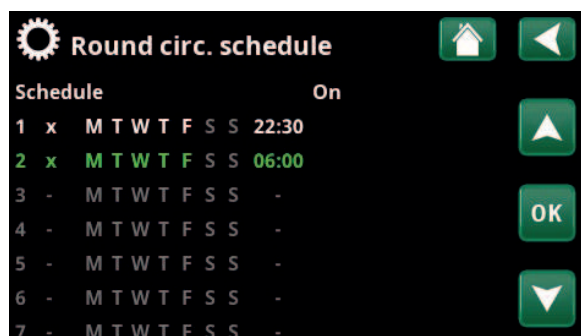 Round circ. schedule
Schedule On
1 x M T W T F S S 22:30
2 x M T W T F S S 06:00
3 - M T W T F S S -
4 - M T W T F S S -
OK
5 - M T W T F S S -
6 - M T W T F S S -
7 - M T W T F S S -